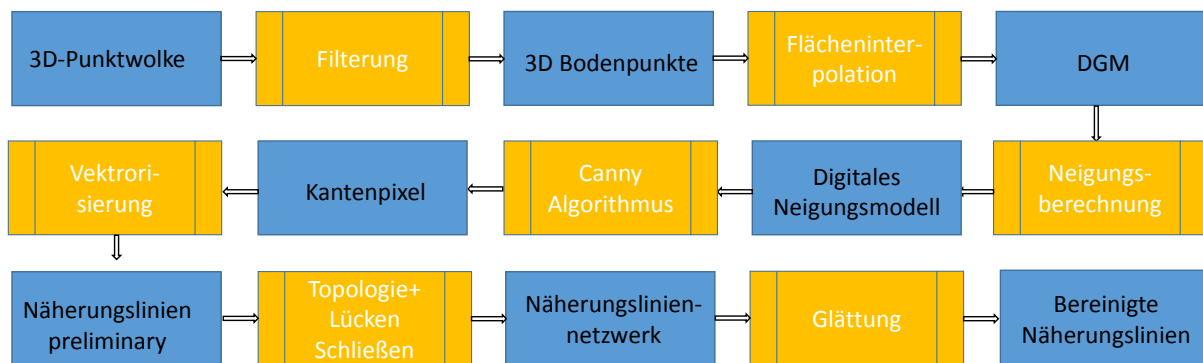 3D-Punktwolke
Filterung
3D Bodenpunkte
Flächeninter-
polation
DGM
Vektrori-
sierung
Kantenpixel
Canny
Algorithmus
Digitales
Neigungsmodell
Neigungs-
berechnung
Näherungslinien
preliminary
Topologie+
Lücken
Schließen
Näherungslinien-
netzwerk
Glättung
Bereinigte
Näherungslinien